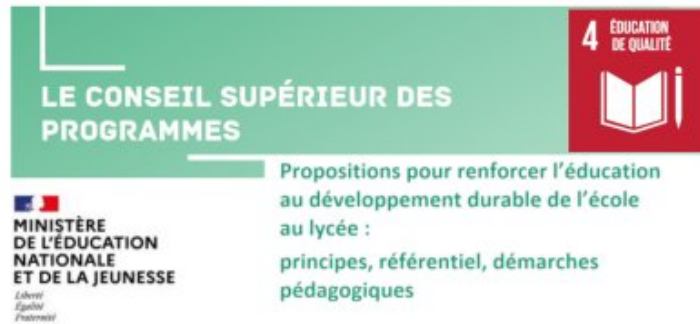 4 ÉDUCATION
DE QUALITÉ
LE CONSEIL SUPÉRIEUR DES
PROGRAMMES
Propositions pour renforcer l'éducation
au développement durable de l'école
au lycée :
principes, référentiel, démarches
pédagogiques
MINISTÈRE
DE L'ÉDUCATION
NATIONALE
ET DE LA JEUNESSE
Liberté
Égalité
Fraternité